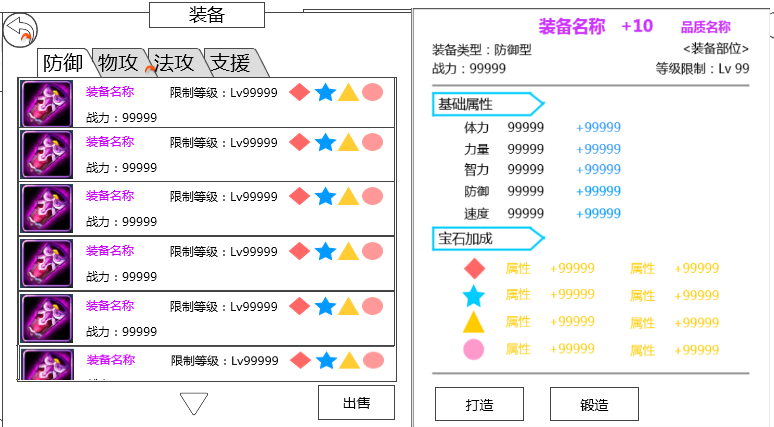 装备
防御 物攻 法攻 支援
装备名称 限制等级：Lv99999
战力：99999
装备名称 限制等级：Lv99999
战力：99999
装备名称 限制等级：Lv99999
战力：99999
装备名称 限制等级：Lv99999
战力：99999
装备名称 限制等级：Lv99999
战力：99999
装备名称 限制等级：Lv99999
出售
装备名称 +10 品质名称
装备类型：防御型 <装备部位>
战力：99999 等级限制：Lv 99
基础属性
体力 99999 +99999
力量 99999 +99999
智力 99999 +99999
防御 99999 +99999
速度 99999 +99999
宝石加成
属性 +99999 属性 +99999
属性 +99999 属性 +99999
属性 +99999 属性 +99999
属性 +99999 属性 +99999
打造 锻造